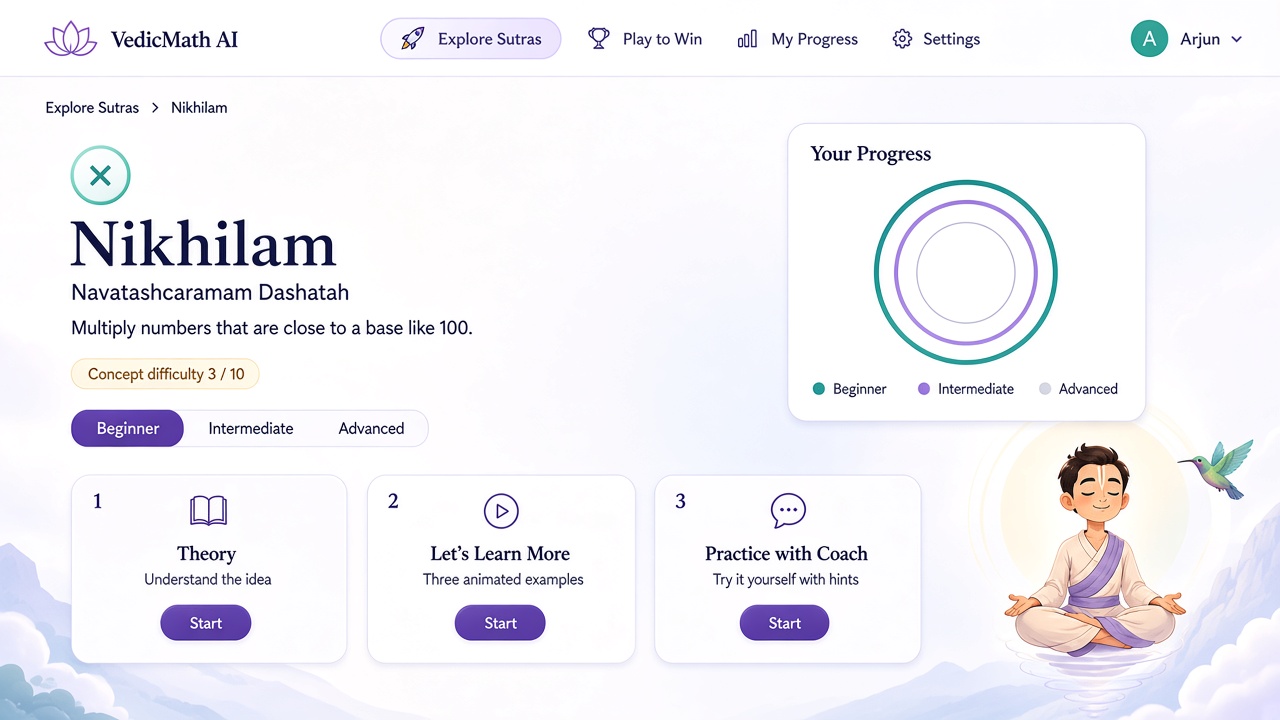 VedicMath AI
Explore Sutras
Play to Win
My Progress
Settings
A
Arjun
Explore Sutras > Nikhilam
Nikhilam
Navatashcaramam Dashatah
Multiply numbers that are close to a base like 100.
Concept difficulty 3 / 10
Beginner
Intermediate
Advanced
Your Progress
Beginner
Intermediate
Advanced
1
Theory
Understand the idea
Start
2
Let’s Learn More
Three animated examples
Start
3
Practice with Coach
Try it yourself with hints
Start